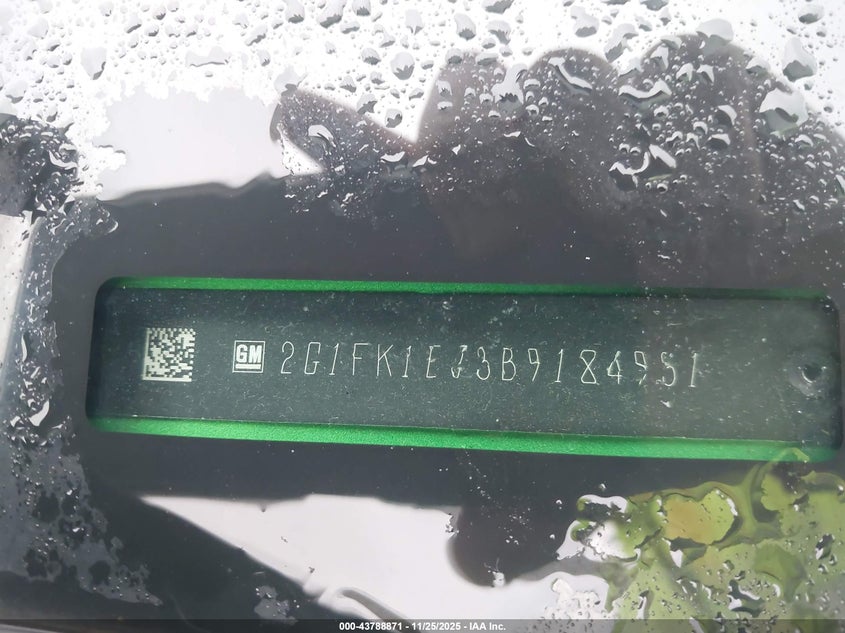 GM 2G1FK1EJ3B9184951
000-43788871 | 11/25/2025 - IAA Inc.